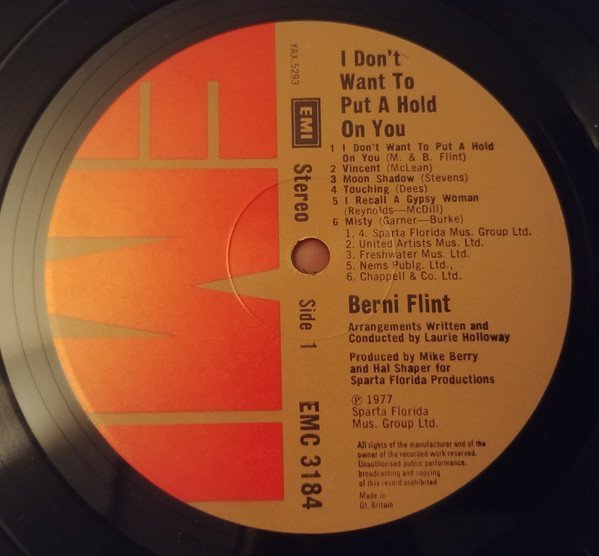 I Don't
Want To
Put A Hold
On You
1 I Don't Want To Put A Hold
On You (M. & B. Flint)
2 Vincent (McLean)
3 Moon Shadow (Stevens)
4 Touching (Dees)
5 I Recall A Gypsy Woman
(Reynolds—McDill)
6 Misty (Garner—Burke)
1, 4. Sparta Florida Mus. Group Ltd.
2. United Artists Mus. Ltd.
3. Freshwater Mus. Ltd.
5. Nems Publg. Ltd.,
6. Chappell & Co. Ltd.
Berni Flint
Arrangements Written and
Conducted by Laurie Holloway
Produced by Mike Berry
and Hal Shaper for
Sparta Florida Productions
℗ 1977
Sparta Florida
Mus. Group Ltd.
All rights of the manufacturer and of the
owner of the recorded work reserved.
Unauthorised public performance,
broadcasting and copying
of this record prohibited
Made in
Gt. Britain
YAX 5293
EMI
Stereo
Side 1
EMC 3184
EMI